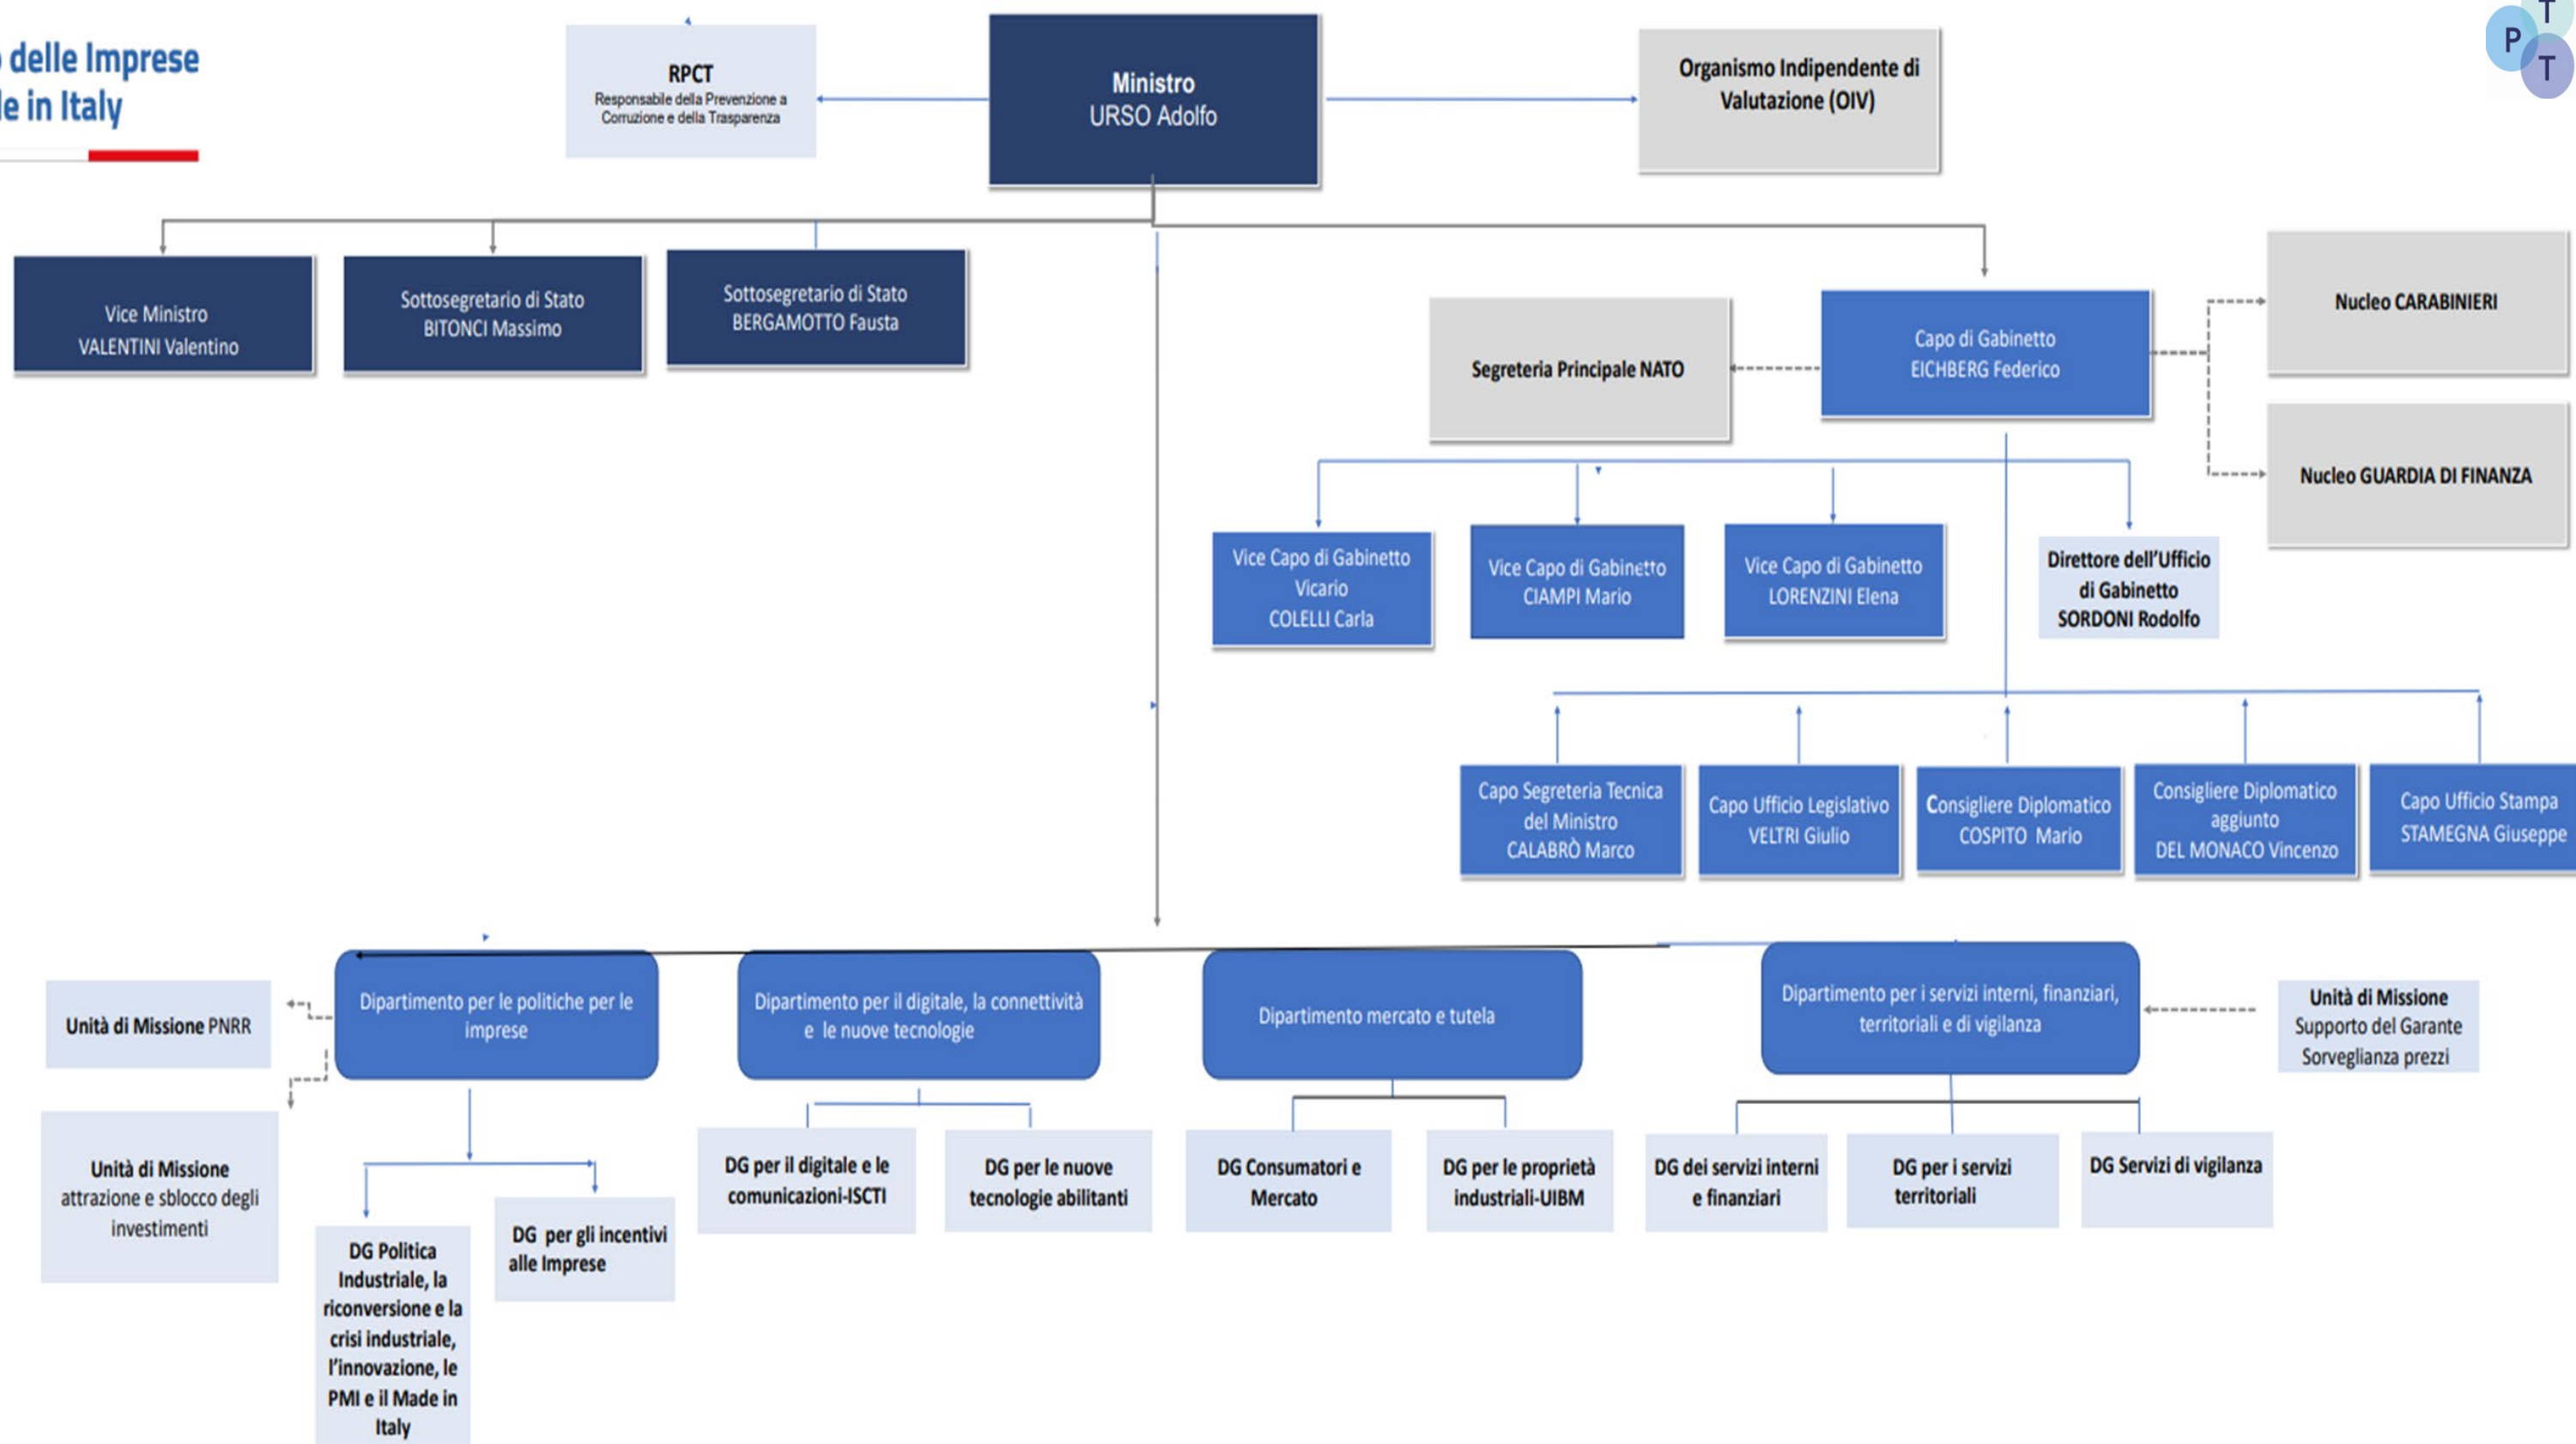 delle Imprese
in Italy
P
T
T
RPCT
Responsabile della Prevenzione a
Corruzione e della Trasparenza
Ministro
URSO Adolfo
Organismo Indipendente di
Valutazione (OIV)
Vice Ministro
VALENTINI Valentino
Sottosegretario di Stato
BITONCI Massimo
Sottosegretario di Stato
BERGAMOTTO Fausta
Segreteria Principale NATO
Capo di Gabinetto
EICHBERG Federico
Nucleo CARABINIERI
Nucleo GUARDIA DI FINANZA
Vice Capo di Gabinetto
Vicario
COLELLI Carla
Vice Capo di Gabinetto
CIAMPI Mario
Vice Capo di Gabinetto
LORENZINI Elena
Direttore dell'Ufficio
di Gabinetto
SORDONI Rodolfo
Capo Segreteria Tecnica
del Ministro
CALABRÒ Marco
Capo Ufficio Legislativo
VELTRI Giulio
Consigliere Diplomatico
COSPITO Mario
Consigliere Diplomatico
aggiunto
DEL MONACO Vincenzo
Capo Ufficio Stampa
STAMEGNA Giuseppe
Unità di Missione PNRR
Dipartimento per le politiche per le
imprese
Dipartimento per il digitale, la connettività
e le nuove tecnologie
Dipartimento mercato e tutela
Dipartimento per i servizi interni, finanziari,
territoriali e di vigilanza
Unità di Missione
Supporto del Garante
Sorveglianza prezzi
Unità di Missione
attrazione e sblocco degli
investimenti
DG Politica
Industriale, la
riconversione e la
crisi industriale,
l'innovazione, le
PMI e il Made in
Italy
DG per gli incentivi
alle Imprese
DG per il digitale e le
comunicazioni-ISCTI
DG per le nuove
tecnologie abilitanti
DG Consumatori e
Mercato
DG per le proprietà
industriali-UIBM
DG dei servizi interni
e finanziari
DG per i servizi
territoriali
DG Servizi di vigilanza